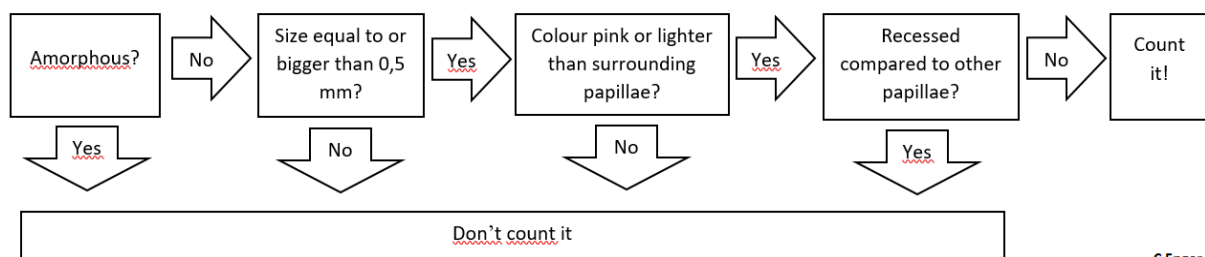 Amorphous?
No
Size equal to or
bigger than 0,5
mm?
Yes
Colour pink or lighter
than surrounding
papillae?
Yes
Recessed
compared to other
papillae?
No
Count
it!
Yes
No
No
Yes
Don't count it